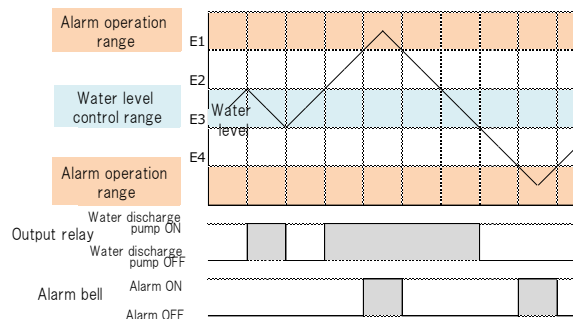 Alarm operation
range
E1
E2
Water level
control range
Water
level
E3
E4
Alarm operation
range
Water discharge
pump ON
Output relay
Water discharge
pump OFF
Alarm ON
Alarm bell
Alarm OFF